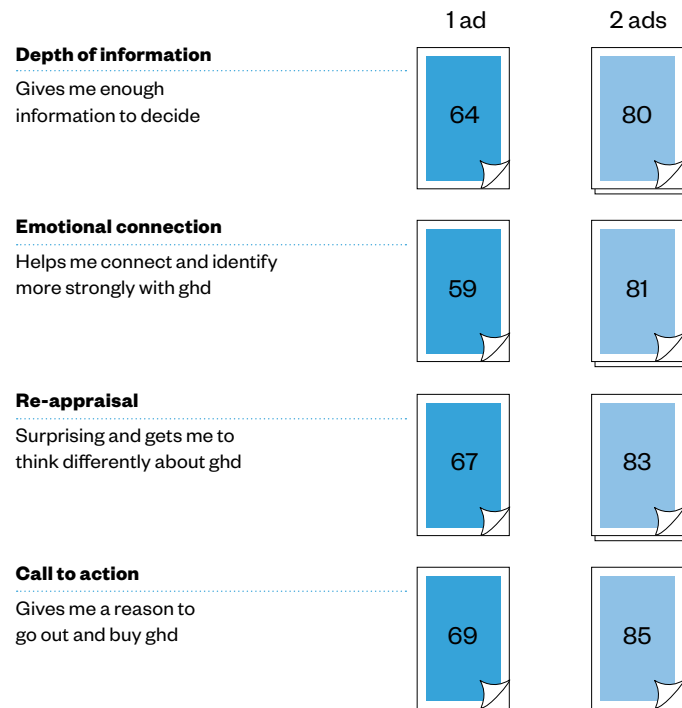 1 ad 2 ads
Depth of information
Gives me enough
information to decide
64 80
Emotional connection
Helps me connect and identify
more strongly with ghd
59 81
Re-appraisal
Surprising and gets me to
think differently about ghd
67 83
Call to action
Gives me a reason to
go out and buy ghd
69 85